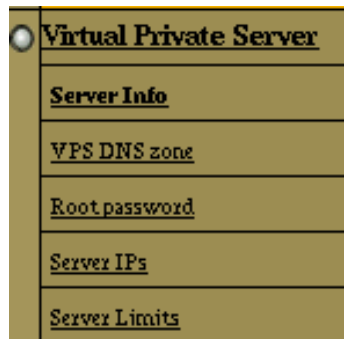 Virtual Private Server
Server Info
VPS DNS zone
Root password
Server IPs
Server Limits